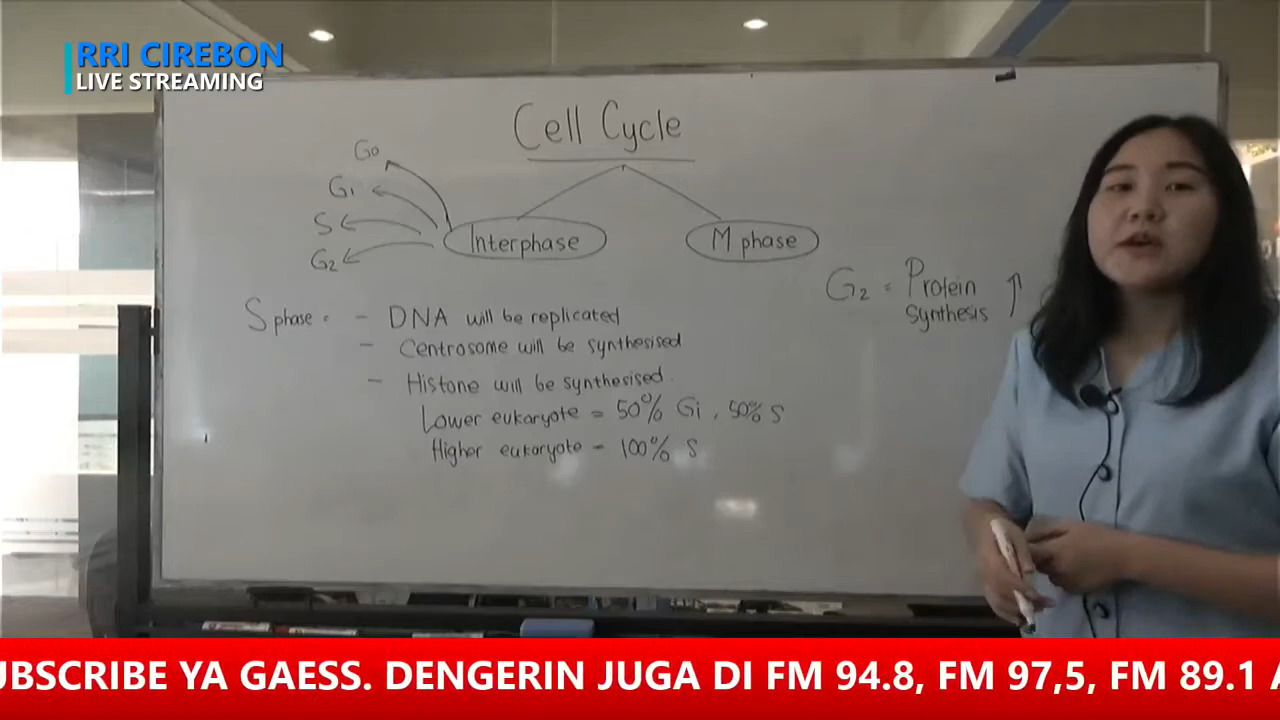 RRI CIREBON
LIVE STREAMING
Cell Cycle
G0
G1
S
G2
Interphase
M phase
G2 = Protein
synthesis ↑
S phase = - DNA will be replicated
- Centrosome will be synthesised
- Histone will be synthesised.
Lower eukaryote = 50% G1, 50% S
Higher eukaryote - 100% S
UBSCRIBE YA GAESS. DENGERIN JUGA DI FM 94.8, FM 97,5, FM 89.1 A